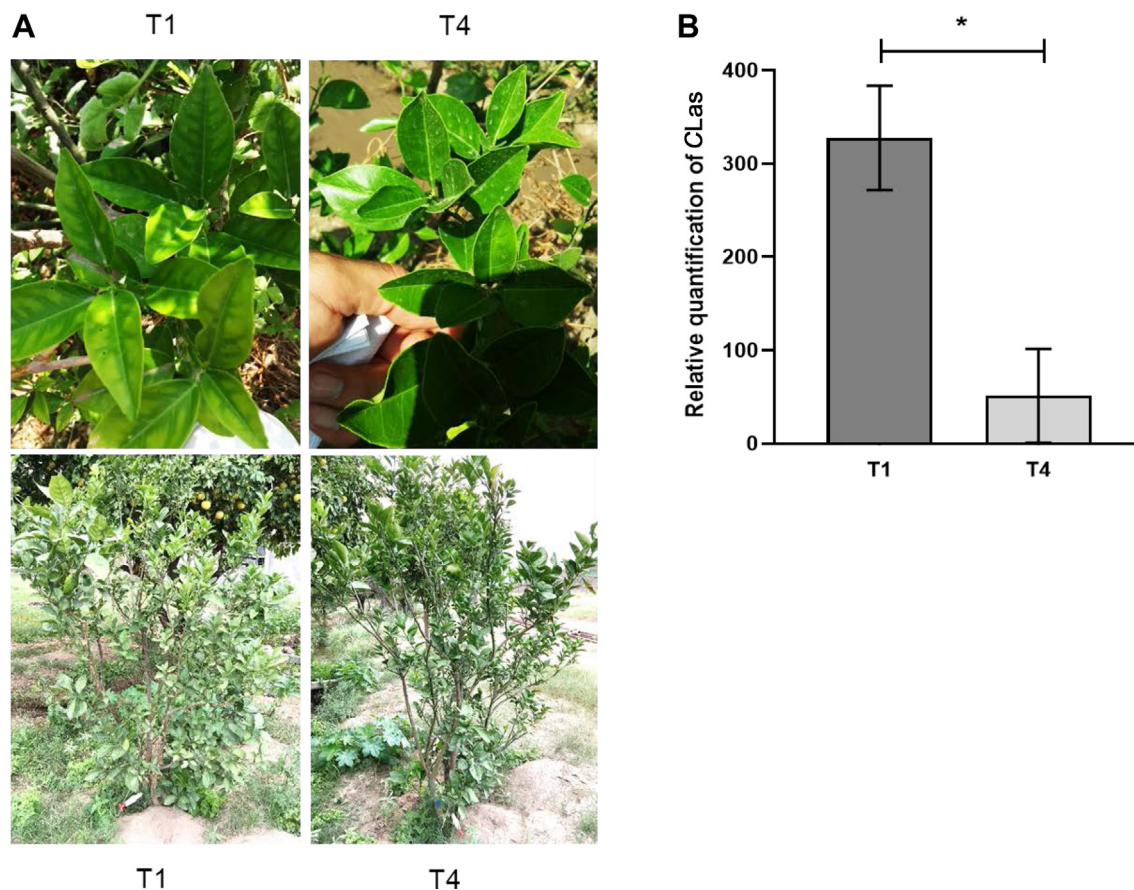 A
T1
T4
T1
T4
B
*
Relative quantification of CLas
400
300
200
100
0
T1
T4